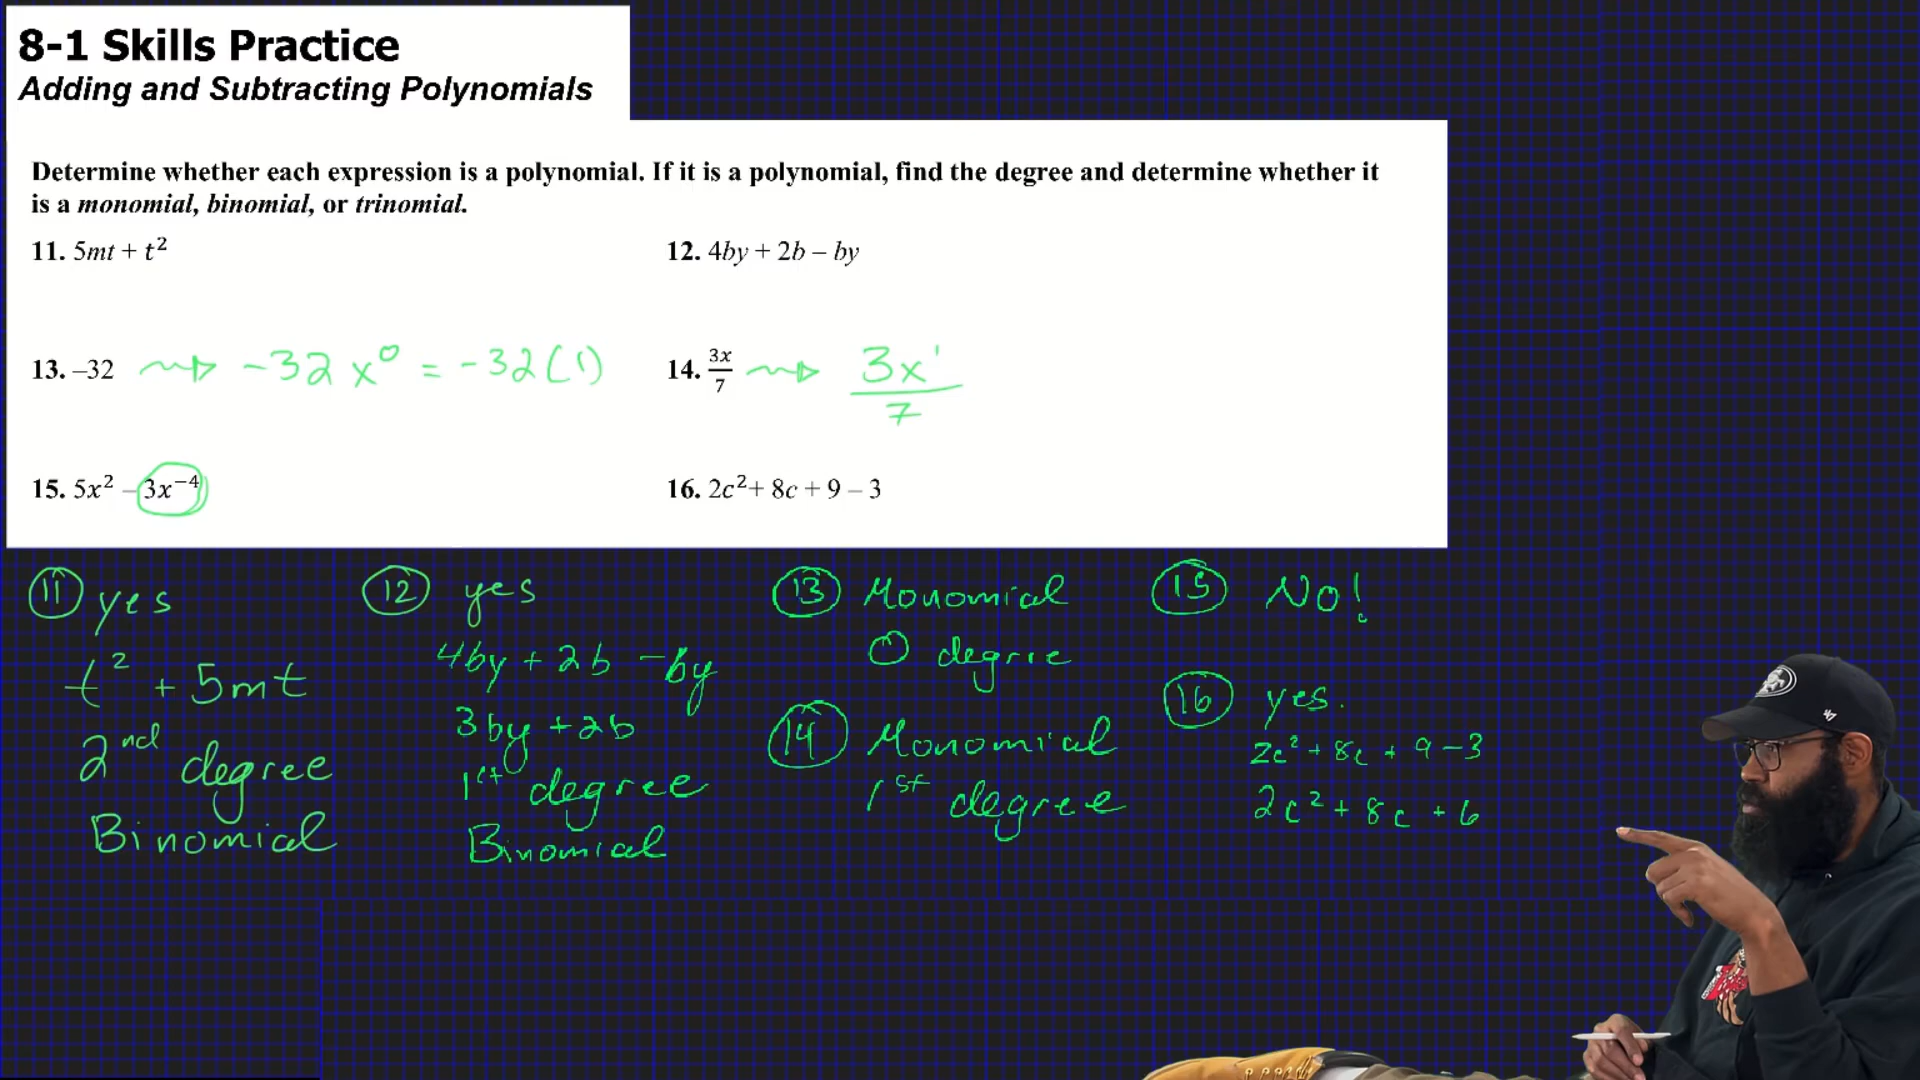 8-1 Skills Practice
Adding and Subtracting Polynomials
Determine whether each expression is a polynomial. If it is a polynomial, find the degree and determine whether it
is a monomial, binomial, or trinomial.
11. 5mt + t²
12. 4by + 2b – by
13. –32 ⇝ -32x⁰ = -32(1)
14. 3x/7 ⇝ 3x¹/7
15. 5x² – 3x⁻⁴
16. 2c² + 8c + 9 – 3
11 yes
t² + 5mt
2nd degree
Binomial
12 yes
4by + 2b - by
3by + 2b
1st degree
Binomial
13 Monomial
0 degree
14 Monomial
1st degree
15 No!
16 yes.
2c² + 8c + 9 - 3
2c² + 8c + 6
47